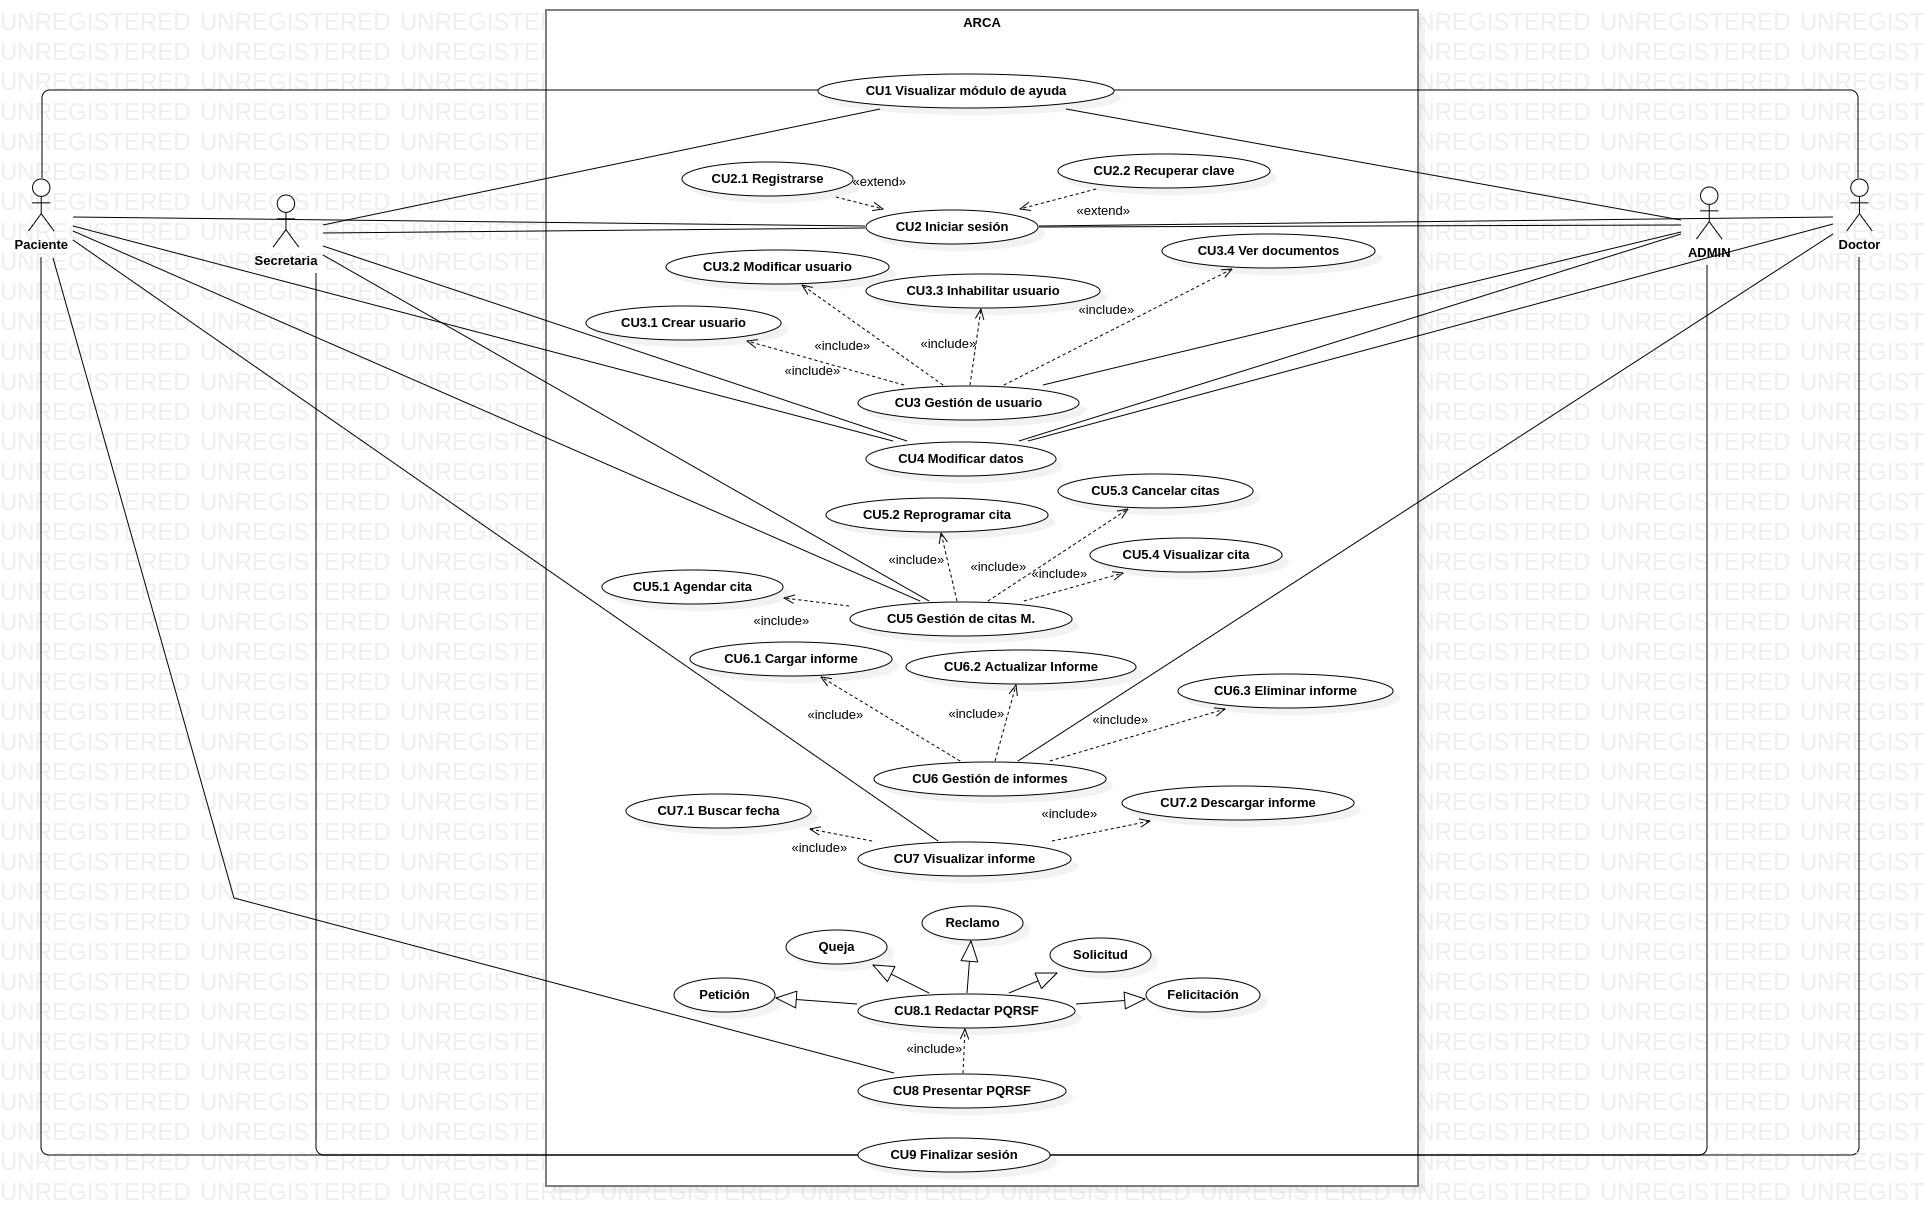 ARCA
CU1 Visualizar módulo de ayuda
CU2.1 Registrarse
«extend»
CU2.2 Recuperar clave
«extend»
CU2 Iniciar sesión
Paciente
Secretaria
ADMIN
Doctor
CU3.2 Modificar usuario
CU3.3 Inhabilitar usuario
CU3.4 Ver documentos
CU3.1 Crear usuario
«include»
«include»
«include»
«include»
CU3 Gestión de usuario
CU4 Modificar datos
CU5.3 Cancelar citas
CU5.2 Reprogramar cita
CU5.4 Visualizar cita
«include»
«include»
«include»
CU5.1 Agendar cita
«include»
CU5 Gestión de citas M.
CU6.1 Cargar informe
CU6.2 Actualizar Informe
CU6.3 Eliminar informe
«include»
«include»
«include»
CU6 Gestión de informes
CU7.1 Buscar fecha
CU7.2 Descargar informe
«include»
«include»
CU7 Visualizar informe
Reclamo
Queja
Solicitud
Petición
Felicitación
CU8.1 Redactar PQRSF
«include»
CU8 Presentar PQRSF
CU9 Finalizar sesión
UNREGISTERED